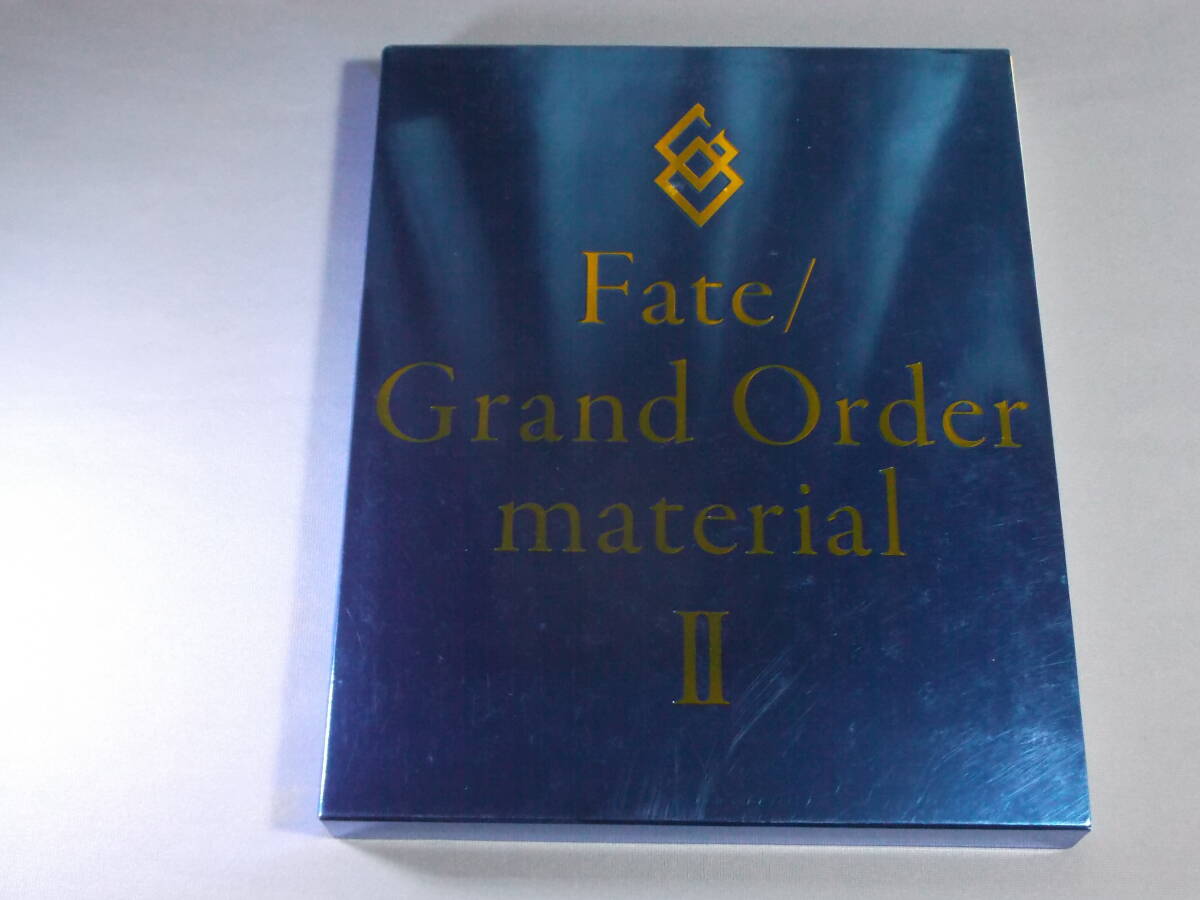 Fate/
Grand Order
material
II